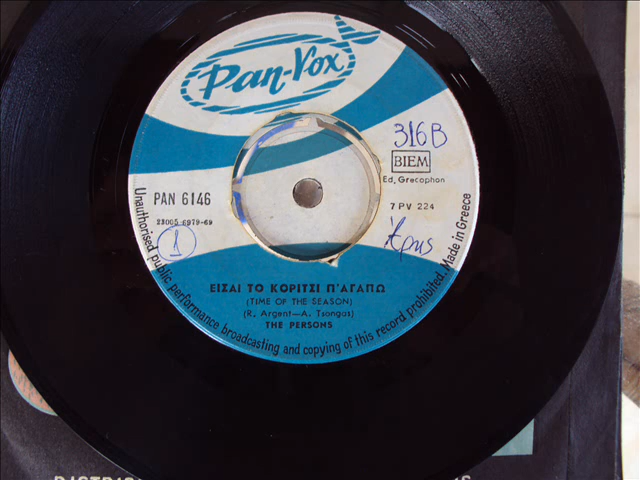 Pan-Vox
316B
BIEM
Ed. Grecophon
PAN 6146
7 PV 224
23005 6979-69
1
Άρης
ΕΙΣΑΙ ΤΟ ΚΟΡΙΤΣΙ Π'ΑΓΑΠΩ
(TIME OF THE SEASON)
(R. Argent—A. Tsongas)
THE PERSONS
Unauthorised public performance broadcasting and copying of this record prohibited. Made in Greece